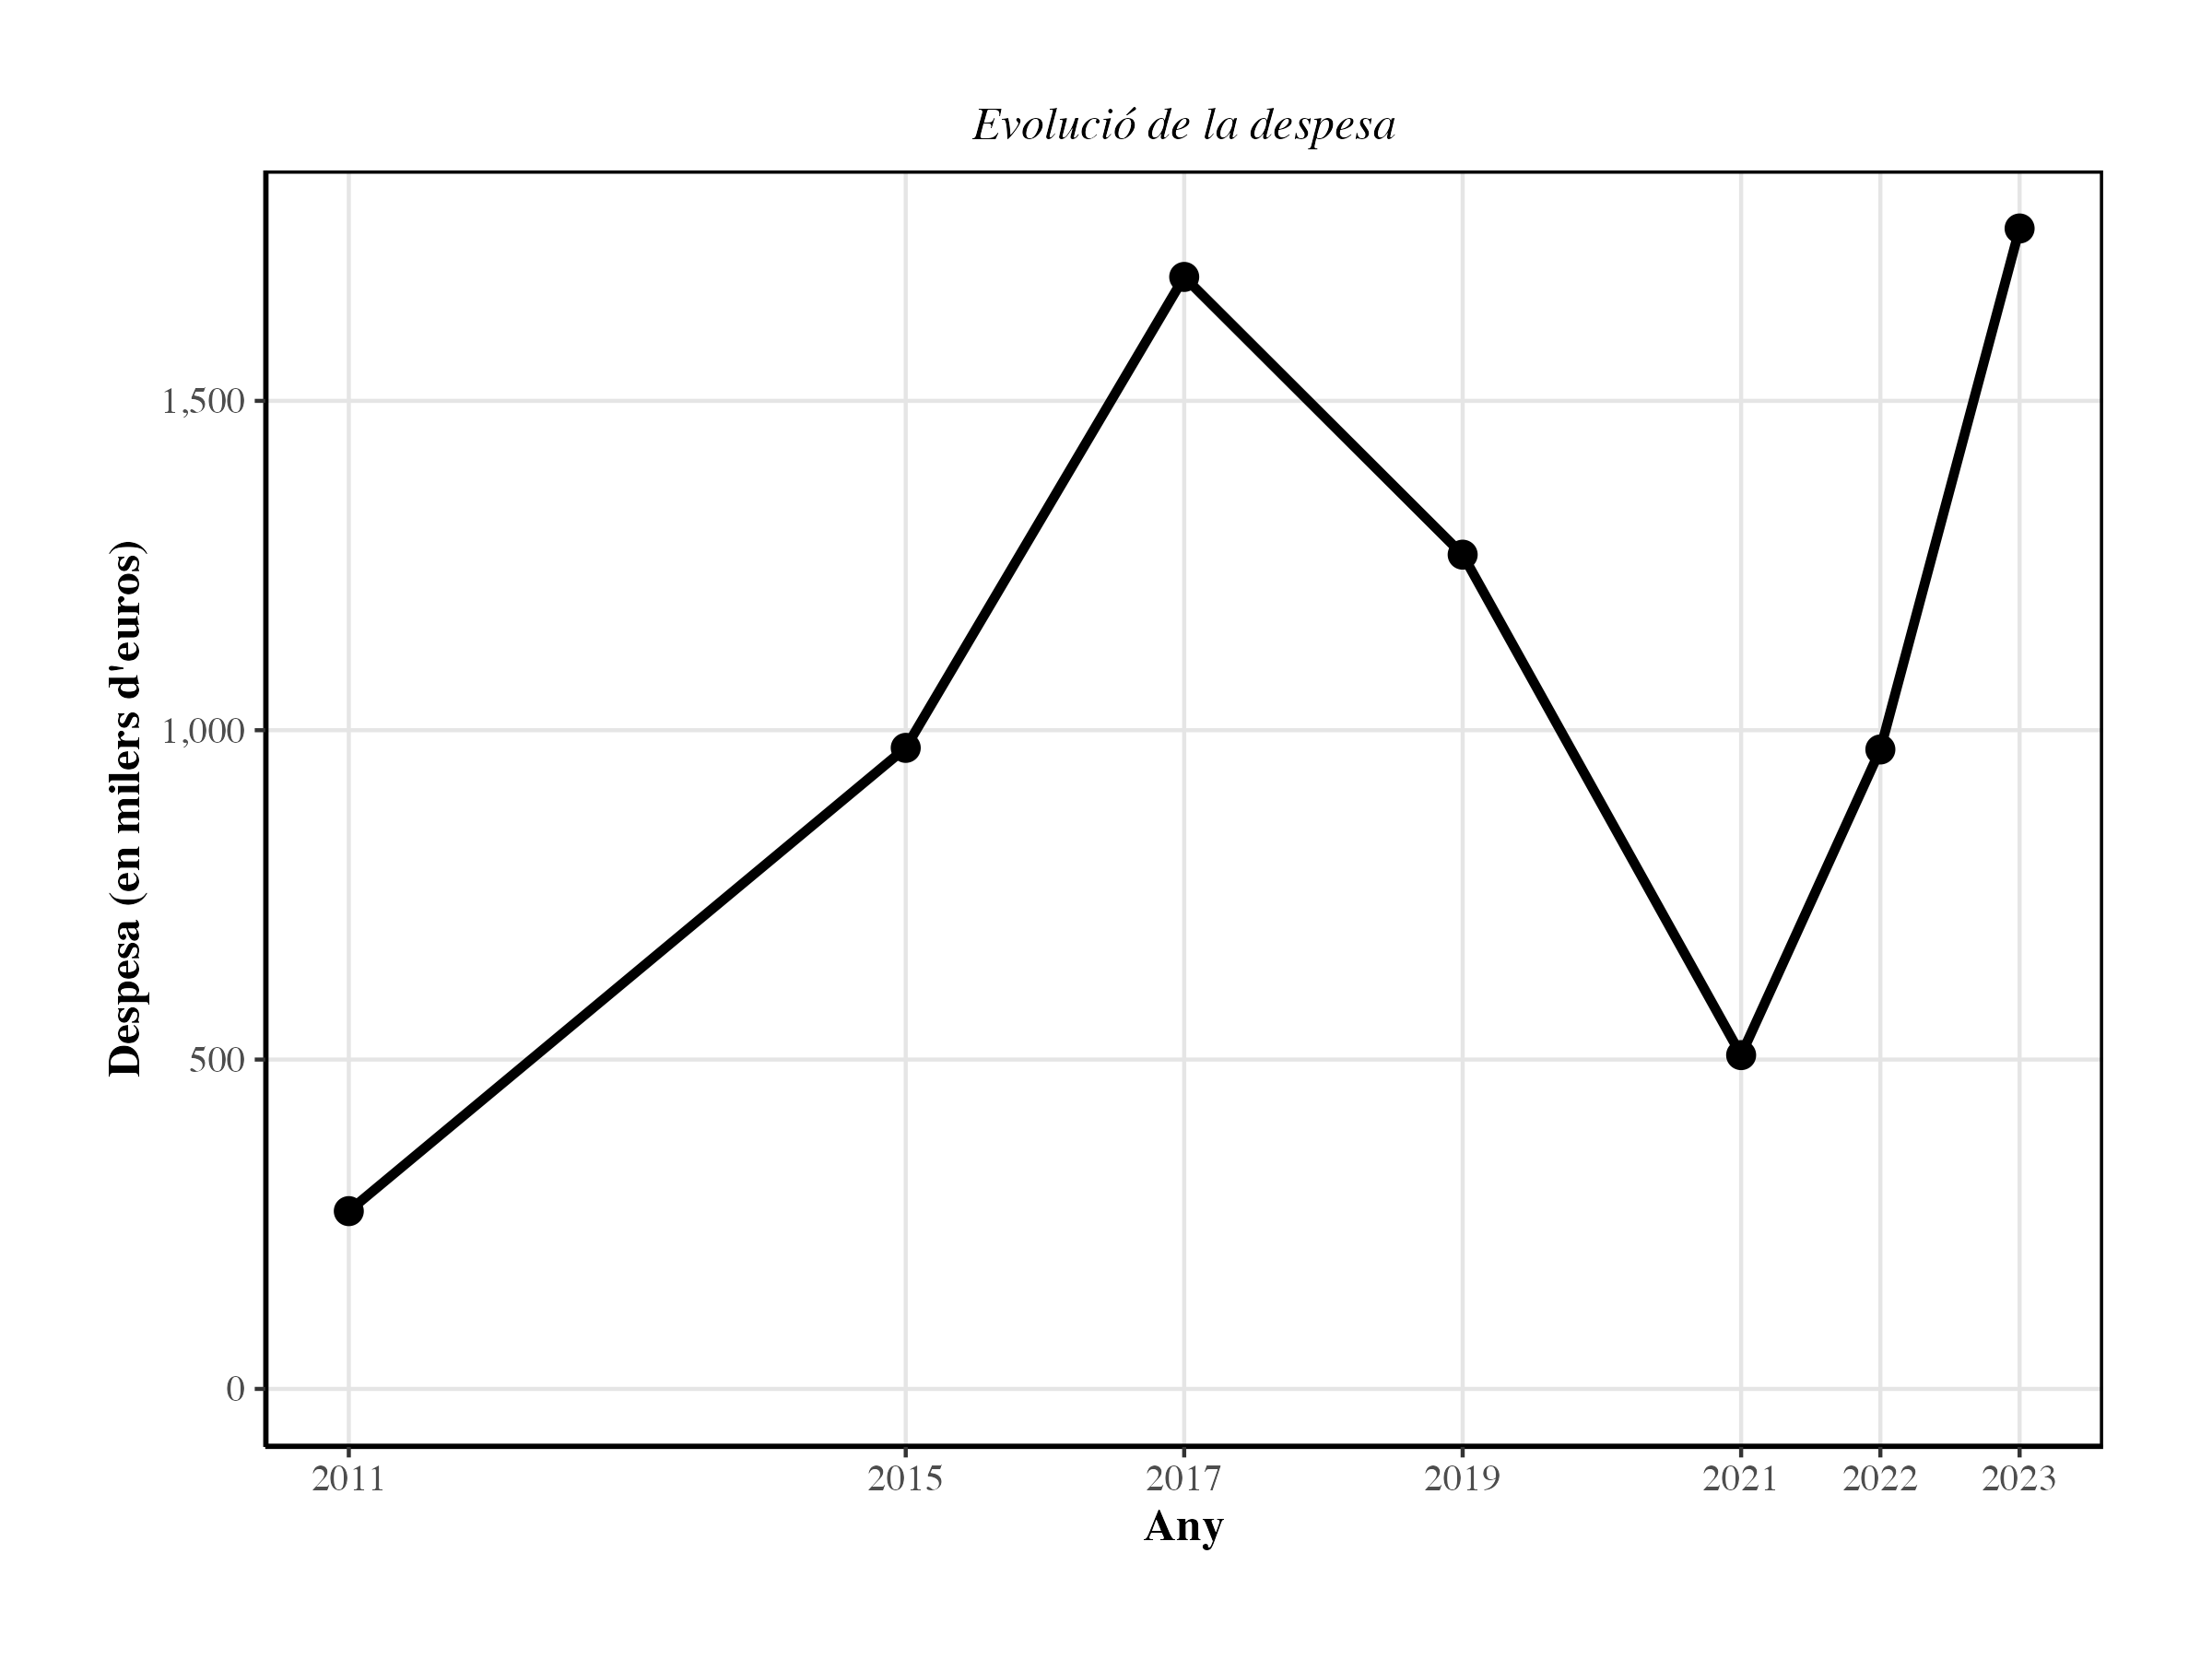 Evolució de la despesa
Despesa (en milers d'euros)
1,500
1,000
500
0
2011 2015 2017 2019 2021 2022 2023
Any